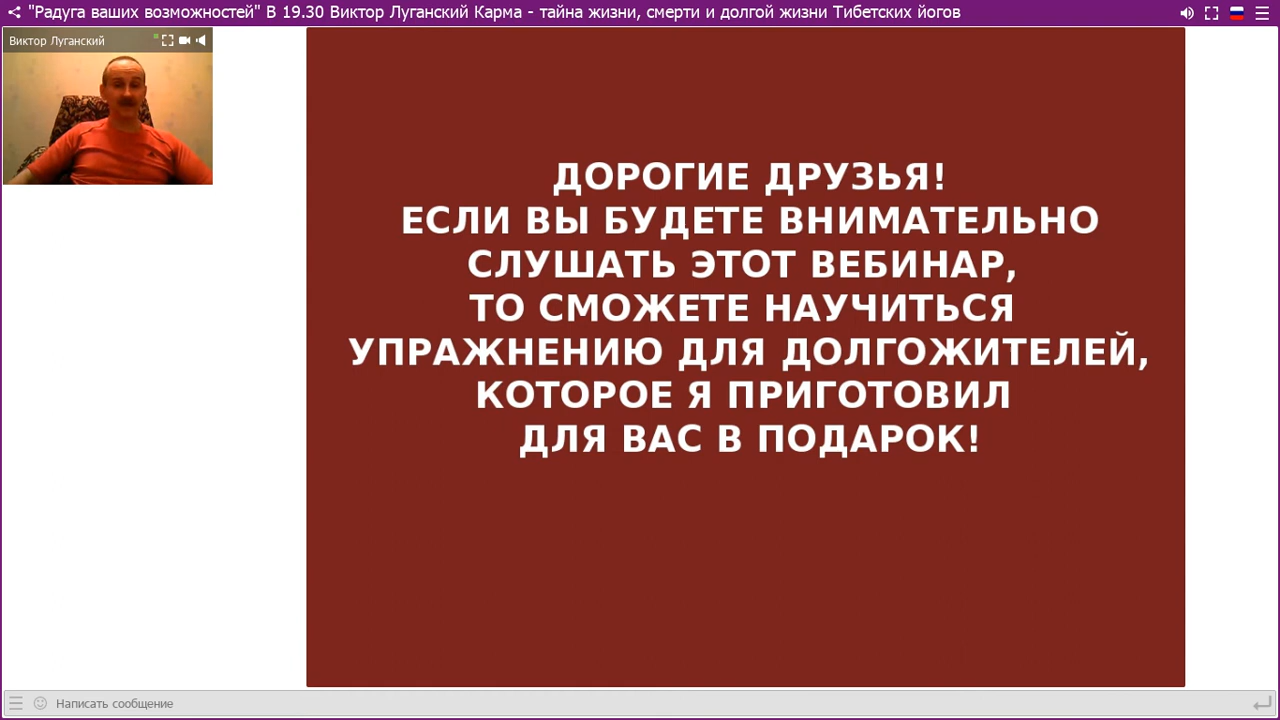 "Радуга ваших возможностей" В 19.30 Виктор Луганский Карма - тайна жизни, смерти и долгой жизни Тибетских йогов
Виктор Луганский
ДОРОГИЕ ДРУЗЬЯ!
ЕСЛИ ВЫ БУДЕТЕ ВНИМАТЕЛЬНО
СЛУШАТЬ ЭТОТ ВЕБИНАР,
ТО СМОЖЕТЕ НАУЧИТЬСЯ
УПРАЖНЕНИЮ ДЛЯ ДОЛГОЖИТЕЛЕЙ,
КОТОРОЕ Я ПРИГОТОВИЛ
ДЛЯ ВАС В ПОДАРОК!
Написать сообщение